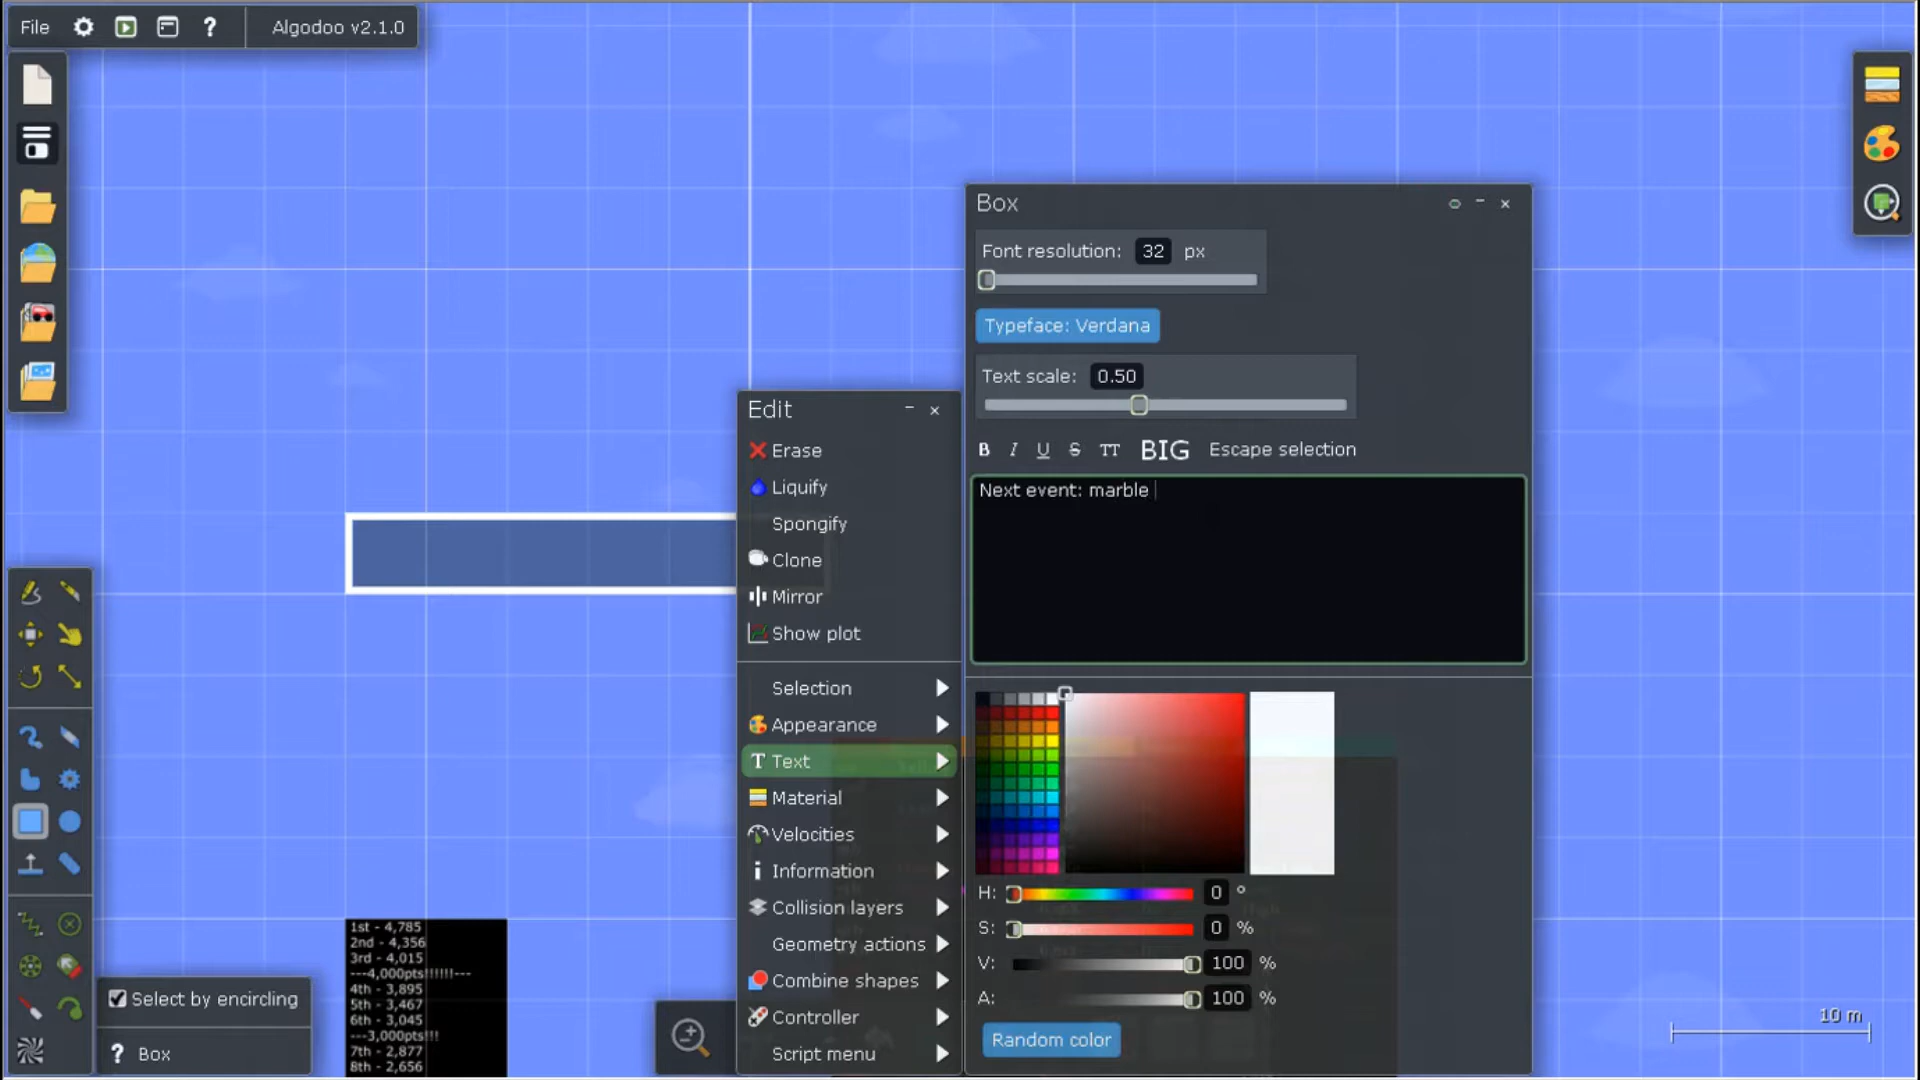 File ? Algodoo v2.1.0
Box
Font resolution: 32 px
Typeface: Verdana
Text scale: 0.50
B I U S TT BIG Escape selection
Next event: marble
Edit
Erase
Liquify
Spongify
Clone
Mirror
Show plot
Selection
Appearance
T Text
Material
Velocities
Information
Collision layers
Geometry actions
Combine shapes
Controller
Script menu
H: 0 °
S: 0 %
V: 100 %
A: 100 %
Random color
1st - 4,785
2nd - 4,356
3rd - 4,015
---4,000pts!!!!!!---
4th - 3,895
5th - 3,467
6th - 3,045
---3,000pts!!!
7th - 2,877
8th - 2,656
Select by encircling
? Box
10 m